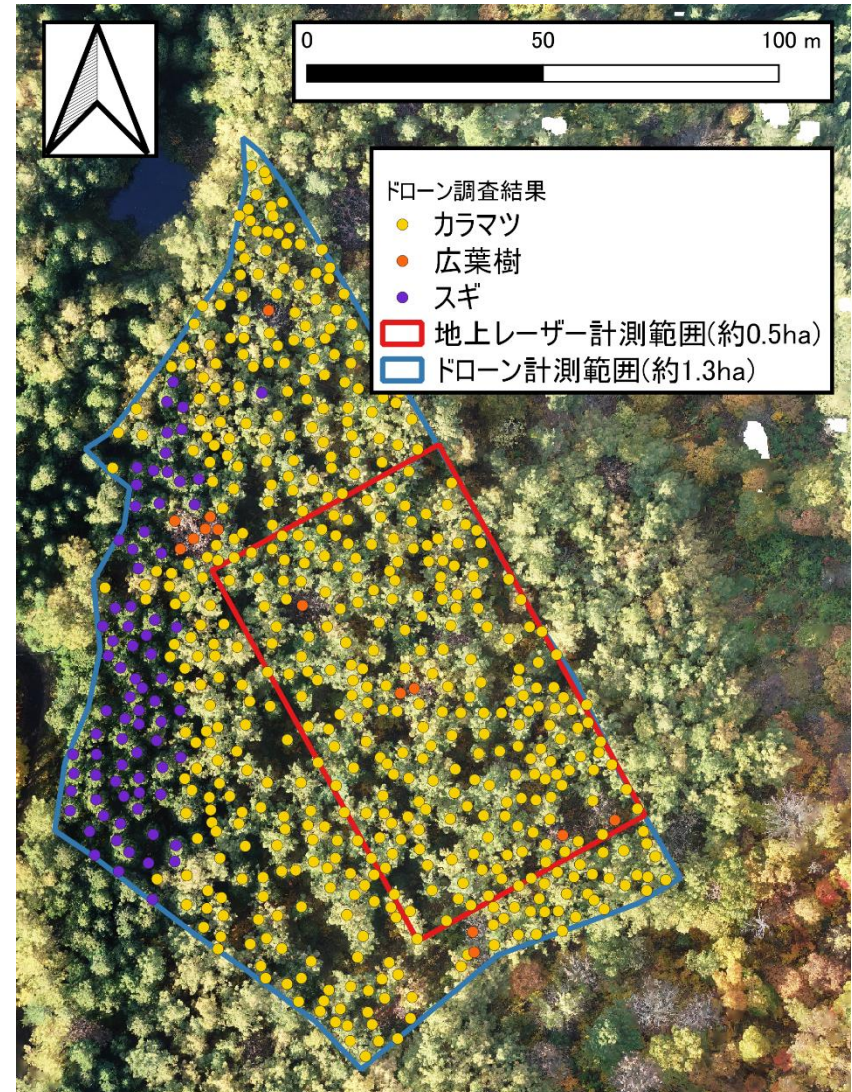 0 50 100 m
ドローン調査結果
カラマツ
広葉樹
スギ
地上レーザー計測範囲(約0.5ha)
ドローン計測範囲(約1.3ha)